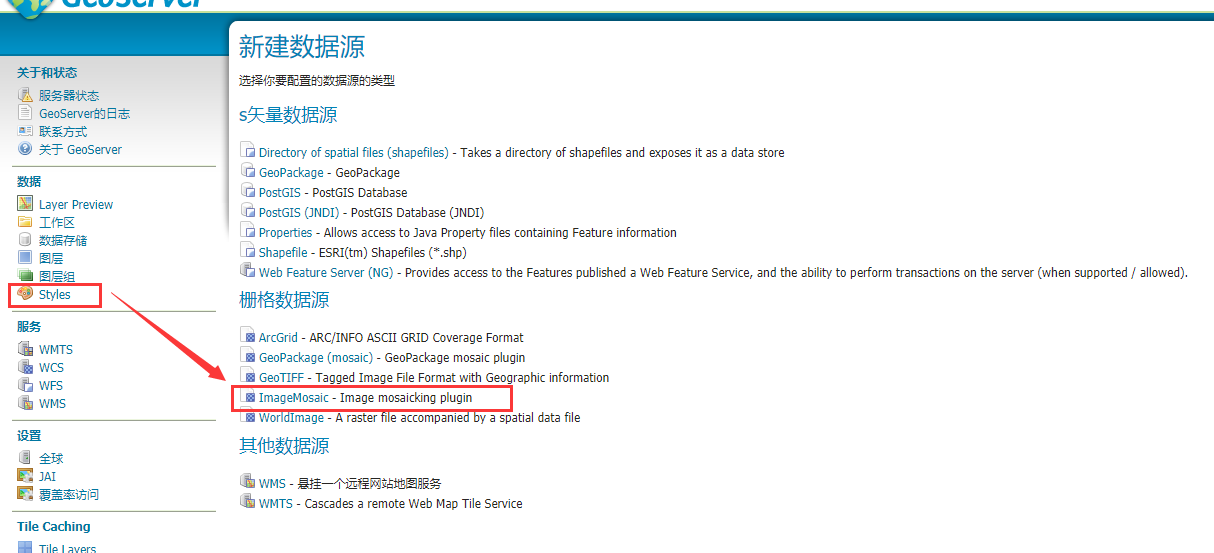 GeoServer
关于和状态
服务器状态
GeoServer的日志
联系方式
关于 GeoServer
数据
Layer Preview
工作区
数据存储
图层
图层组
Styles
服务
WMTS
WCS
WFS
WMS
设置
全球
JAI
覆盖率访问
Tile Caching
Tile Layers
新建数据源
选择你要配置的数据源的类型
s矢量数据源
Directory of spatial files (shapefiles) - Takes a directory of shapefiles and exposes it as a data store
GeoPackage - GeoPackage
PostGIS - PostGIS Database
PostGIS (JNDI) - PostGIS Database (JNDI)
Properties - Allows access to Java Property files containing Feature information
Shapefile - ESRI(tm) Shapefiles (*.shp)
Web Feature Server (NG) - Provides access to the Features published a Web Feature Service, and the ability to perform transactions on the server (when supported / allowed).
栅格数据源
ArcGrid - ARC/INFO ASCII GRID Coverage Format
GeoPackage (mosaic) - GeoPackage mosaic plugin
GeoTIFF - Tagged Image File Format with Geographic information
ImageMosaic - Image mosaicking plugin
WorldImage - A raster file accompanied by a spatial data file
其他数据源
WMS - 悬挂一个远程网站地图服务
WMTS - Cascades a remote Web Map Tile Service